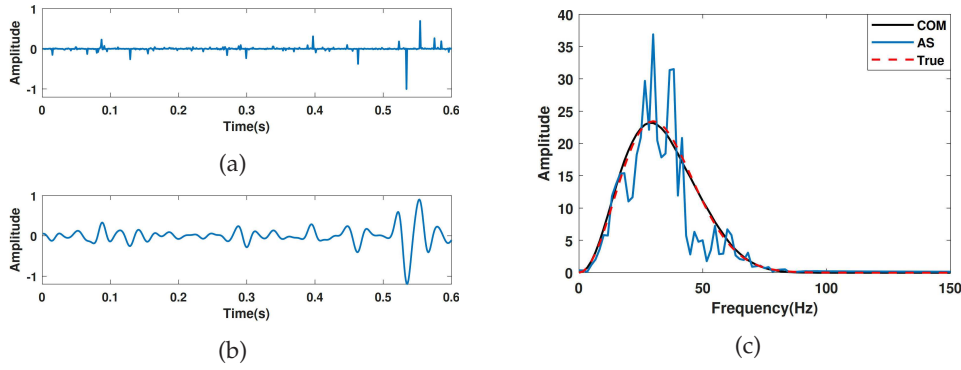 1
0
-1
Amplitude
0 0.1 0.2 0.3 0.4 0.5 0.6
Time(s)
(a)
1
0
-1
Amplitude
0 0.1 0.2 0.3 0.4 0.5 0.6
Time(s)
(b)
40
35
30
25
20
15
10
5
0
Amplitude
COM
AS
True
0 50 100 150
Frequency(Hz)
(c)